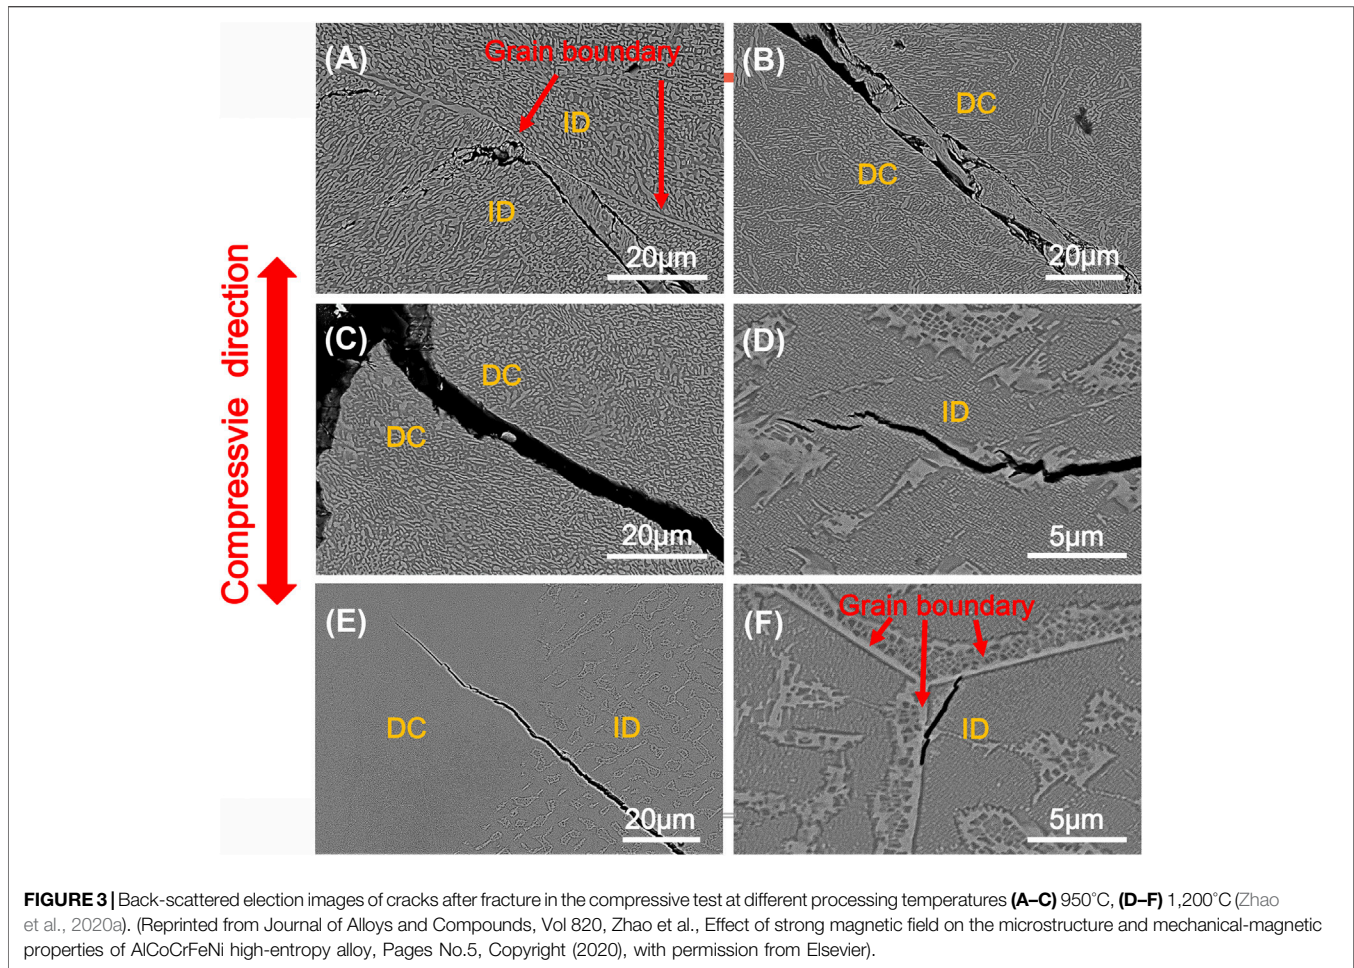 (A)
Grain boundary
ID
ID
20µm
(B)
DC
DC
20µm
Compressvie direction
(C)
DC
DC
20µm
(D)
ID
5µm
(E)
DC
ID
20µm
(F)
Grain boundary
ID
5µm
FIGURE 3 | Back-scattered election images of cracks after fracture in the compressive test at different processing temperatures (A–C) 950°C, (D–F) 1,200°C (Zhao
et al., 2020a). (Reprinted from Journal of Alloys and Compounds, Vol 820, Zhao et al., Effect of strong magnetic field on the microstructure and mechanical-magnetic
properties of AlCoCrFeNi high-entropy alloy, Pages No.5, Copyright (2020), with permission from Elsevier).